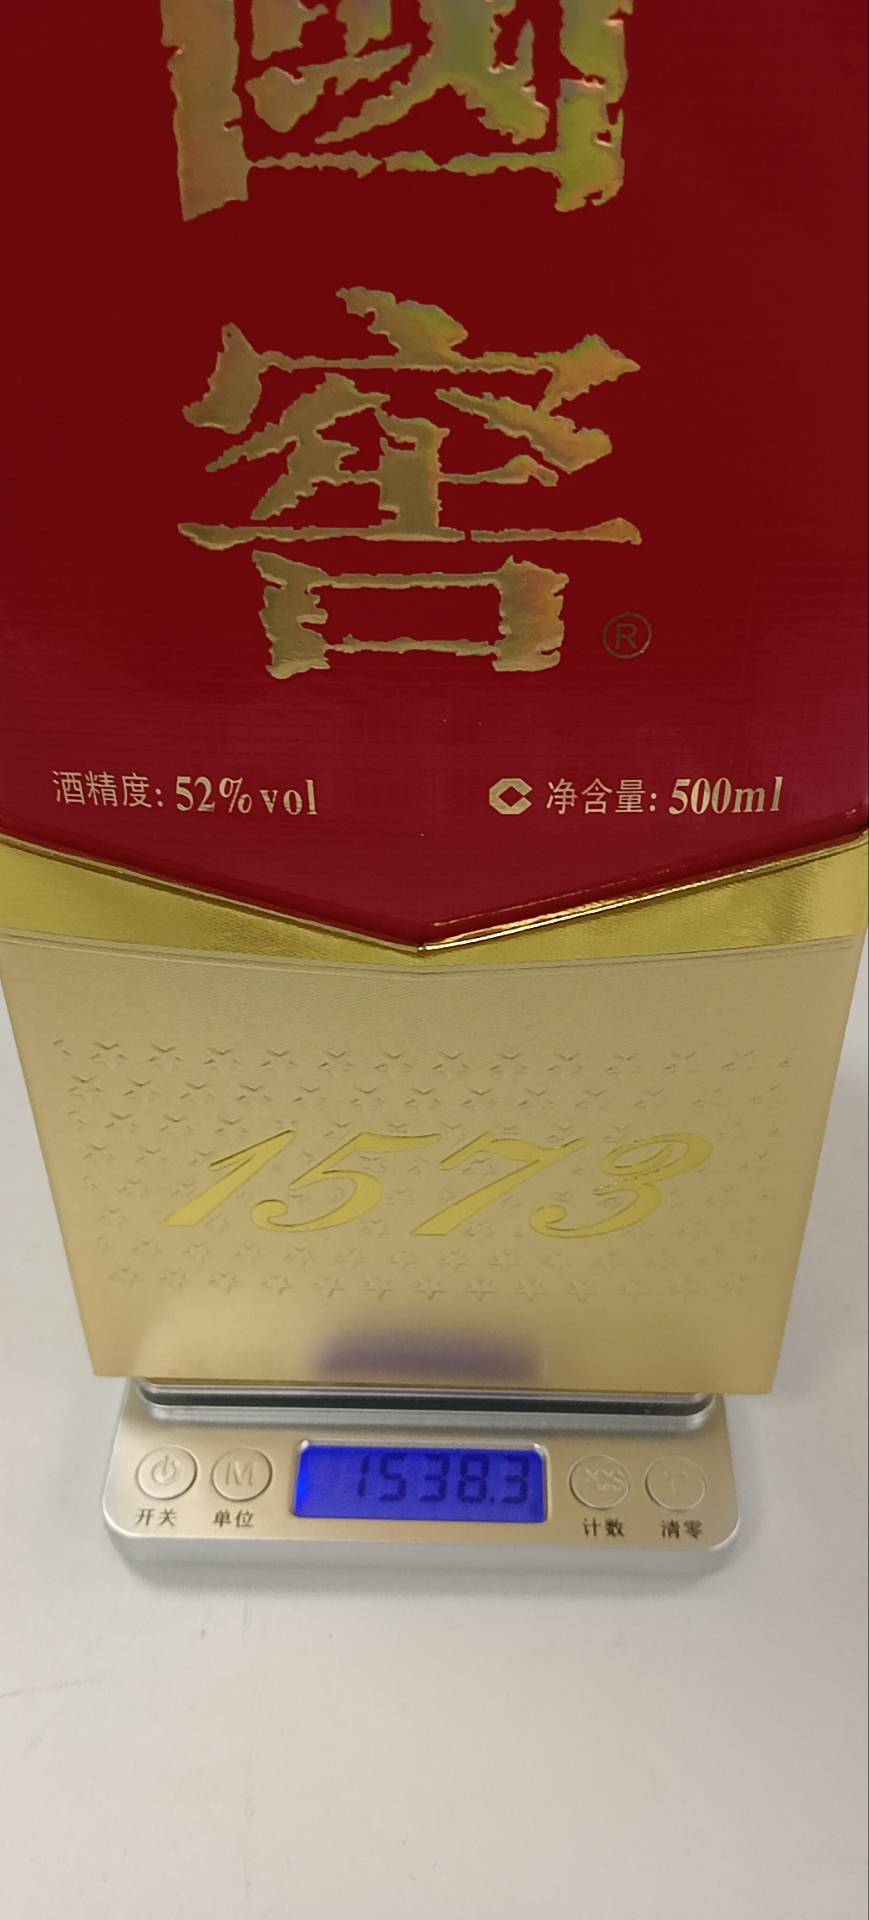 國
窖
®
酒精度: 52%vol
净含量: 500ml
1573
M
1538.3
开关
单位
计数
清零